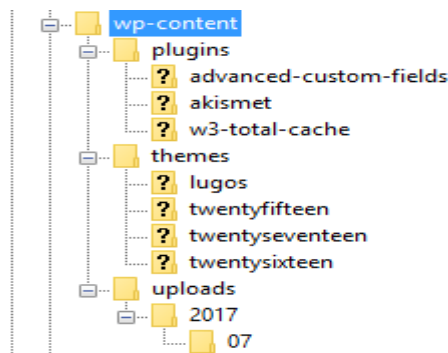 wp-content
plugins
advanced-custom-fields
akismet
w3-total-cache
themes
lugos
twentyfifteen
twentyseventeen
twentysixteen
uploads
2017
07